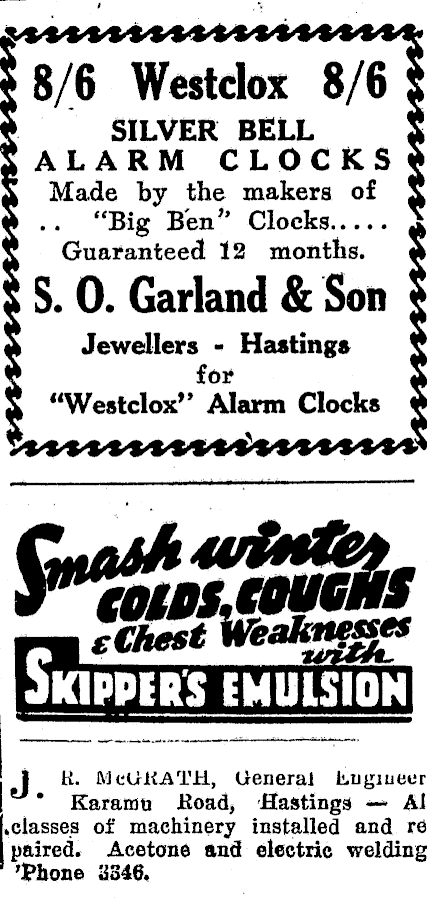 8/6 Westclox 8/6
SILVER BELL
ALARM CLOCKS
Made by the makers of
.. "Big Ben" Clocks.....
Guaranteed 12 months.
S. O. Garland & Son
Jewellers - Hastings
for
"Westclox" Alarm Clocks
Smash winter
COLDS, COUGHS
& Chest Weaknesses
with
SKIPPER'S EMULSION
J. R. McGRATH, General Engineer
Karamu Road, Hastings — Al
classes of machinery installed and re
paired. Acetone and electric welding
'Phone 3346.